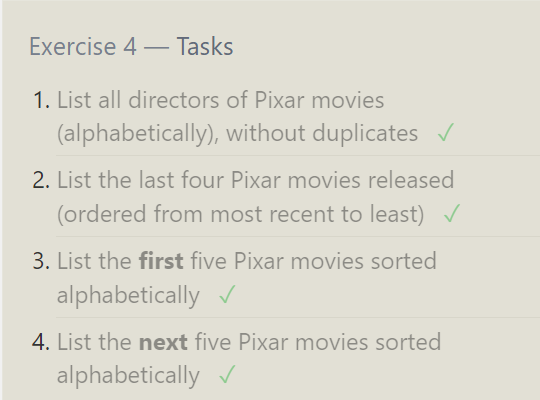 Exercise 4 — Tasks
1. List all directors of Pixar movies
(alphabetically), without duplicates ✓
2. List the last four Pixar movies released
(ordered from most recent to least) ✓
3. List the first five Pixar movies sorted
alphabetically ✓
4. List the next five Pixar movies sorted
alphabetically ✓